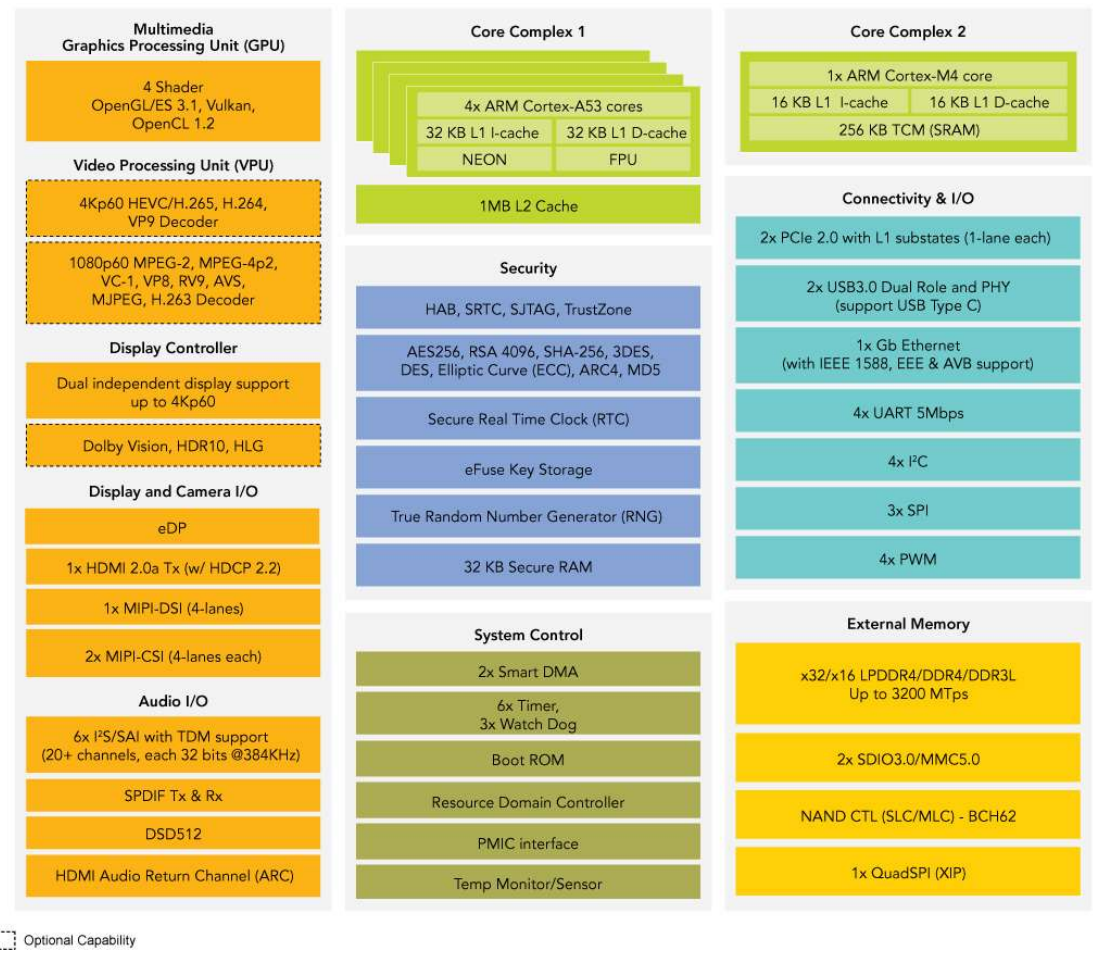 Multimedia
Graphics Processing Unit (GPU)
4 Shader
OpenGL/ES 3.1, Vulkan,
OpenCL 1.2
Video Processing Unit (VPU)
4Kp60 HEVC/H.265, H.264,
VP9 Decoder
1080p60 MPEG-2, MPEG-4p2,
VC-1, VP8, RV9, AVS,
MJPEG, H.263 Decoder
Display Controller
Dual independent display support
up to 4Kp60
Dolby Vision, HDR10, HLG
Display and Camera I/O
eDP
1x HDMI 2.0a Tx (w/ HDCP 2.2)
1x MIPI-DSI (4-lanes)
2x MIPI-CSI (4-lanes each)
Audio I/O
6x I²S/SAI with TDM support
(20+ channels, each 32 bits @384KHz)
SPDIF Tx & Rx
DSD512
HDMI Audio Return Channel (ARC)
Core Complex 1
4x ARM Cortex-A53 cores
32 KB L1 I-cache
32 KB L1 D-cache
NEON
FPU
1MB L2 Cache
Security
HAB, SRTC, SJTAG, TrustZone
AES256, RSA 4096, SHA-256, 3DES,
DES, Elliptic Curve (ECC), ARC4, MD5
Secure Real Time Clock (RTC)
eFuse Key Storage
True Random Number Generator (RNG)
32 KB Secure RAM
System Control
2x Smart DMA
6x Timer,
3x Watch Dog
Boot ROM
Resource Domain Controller
PMIC interface
Temp Monitor/Sensor
Core Complex 2
1x ARM Cortex-M4 core
16 KB L1 I-cache
16 KB L1 D-cache
256 KB TCM (SRAM)
Connectivity & I/O
2x PCIe 2.0 with L1 substates (1-lane each)
2x USB3.0 Dual Role and PHY
(support USB Type C)
1x Gb Ethernet
(with IEEE 1588, EEE & AVB support)
4x UART 5Mbps
4x I²C
3x SPI
4x PWM
External Memory
x32/x16 LPDDR4/DDR4/DDR3L
Up to 3200 MTps
2x SDIO3.0/MMC5.0
NAND CTL (SLC/MLC) - BCH62
1x QuadSPI (XIP)
Optional Capability